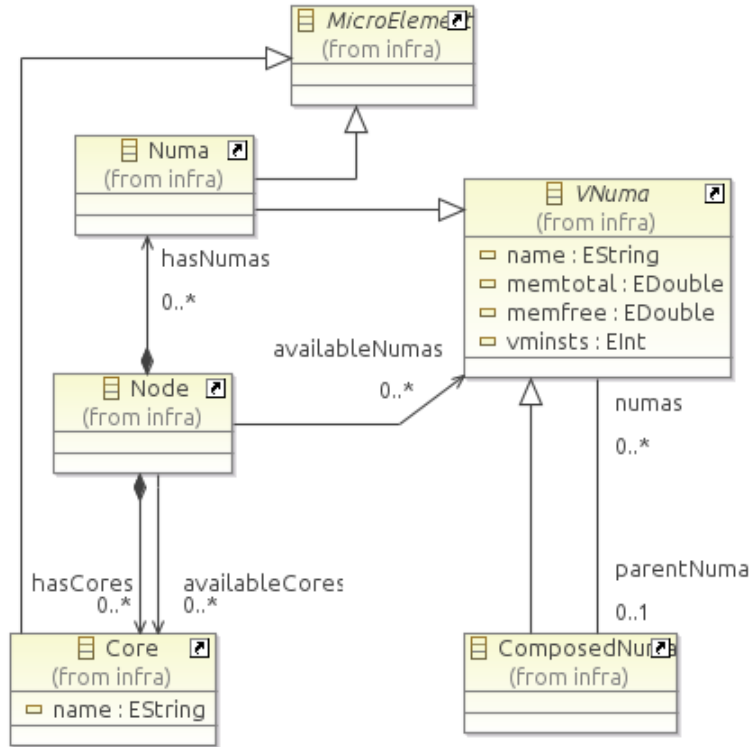 MicroElement
(from infra)
Numa
(from infra)
VNuma
(from infra)
name : EString
memtotal : EDouble
memfree : EDouble
vminsts : EInt
hasNumas
0..*
availableNumas
0..*
Node
(from infra)
numas
0..*
hasCores
0..*
availableCores
0..*
parentNuma
0..1
Core
(from infra)
name : EString
ComposedNuma
(from infra)